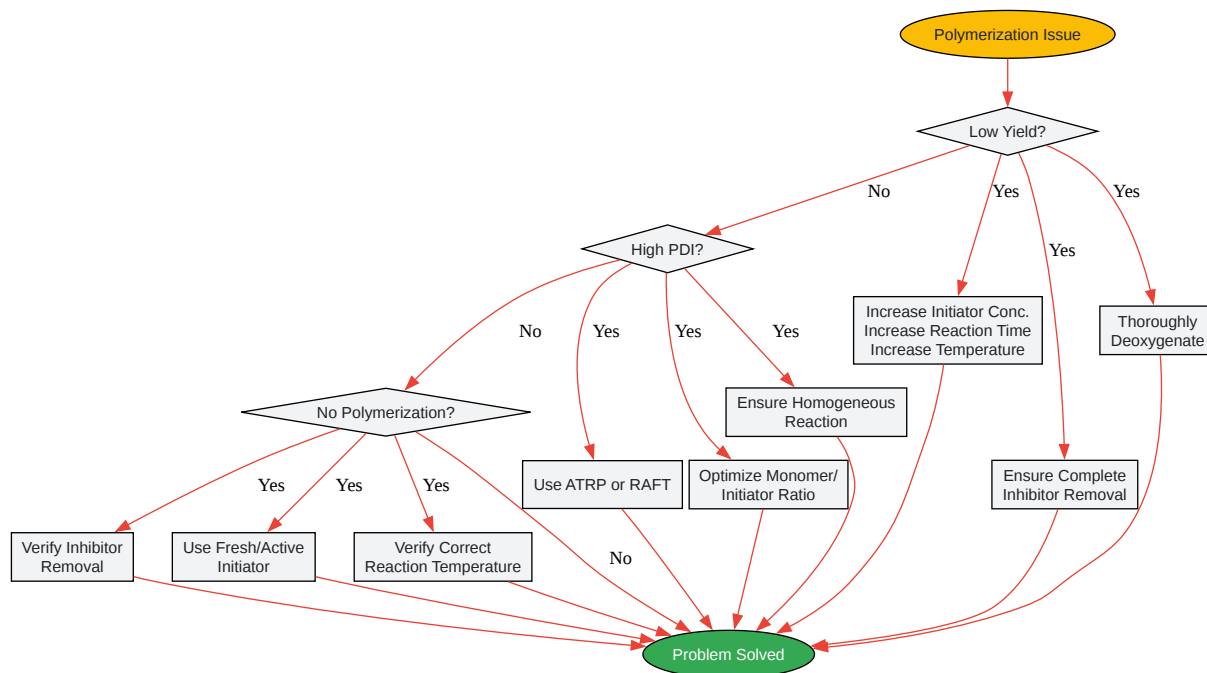 Polymerization Issue
Low Yield?
No
Yes
Yes
Yes
High PDI?
Increase Initiator Conc.
Increase Reaction Time
Increase Temperature
Thoroughly
Deoxygenate
No
Yes
Yes
Yes
No Polymerization?
Ensure Homogeneous
Reaction
Use ATRP or RAFT
Optimize Monomer/
Initiator Ratio
Ensure Complete
Inhibitor Removal
Yes
Yes
Yes
No
Verify Inhibitor
Removal
Use Fresh/Active
Initiator
Verify Correct
Reaction Temperature
Problem Solved